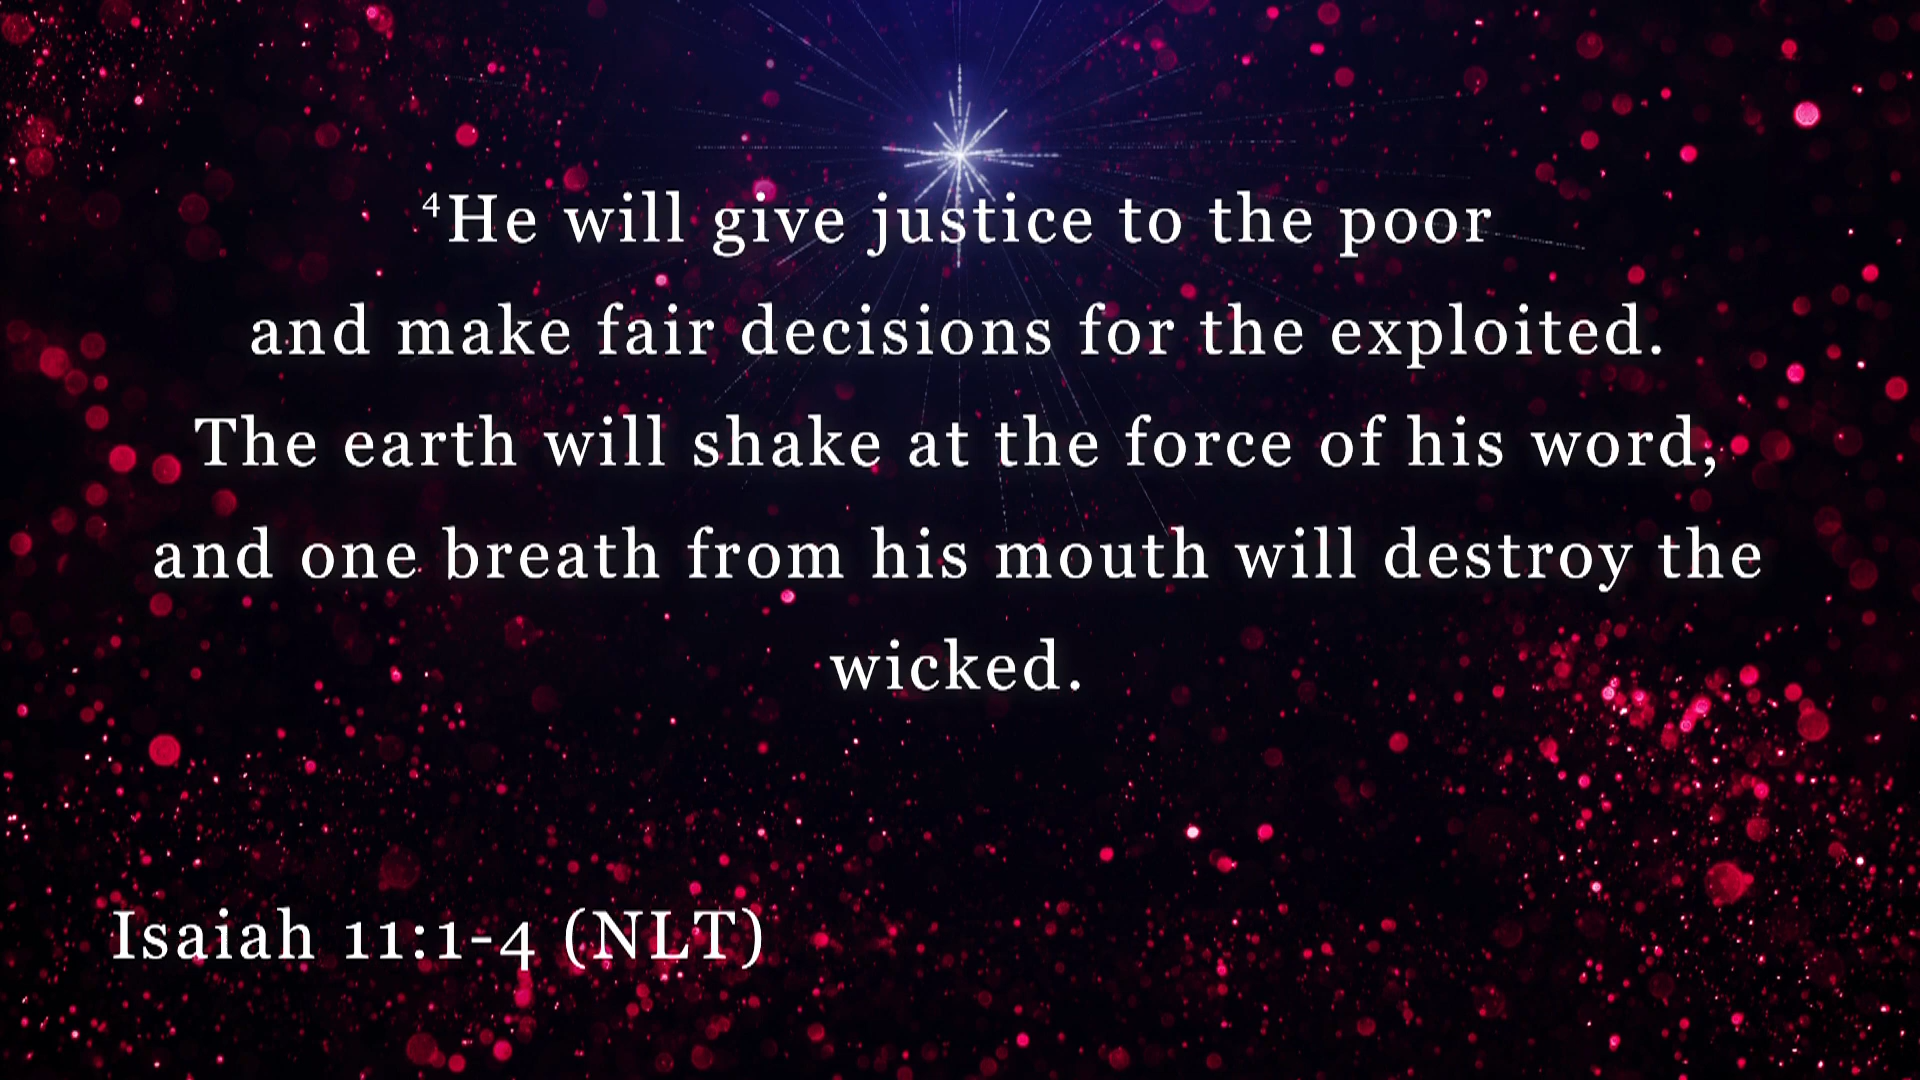 ⁴He will give justice to the poor
and make fair decisions for the exploited.
The earth will shake at the force of his word,
and one breath from his mouth will destroy the
wicked.
Isaiah 11:1-4 (NLT)